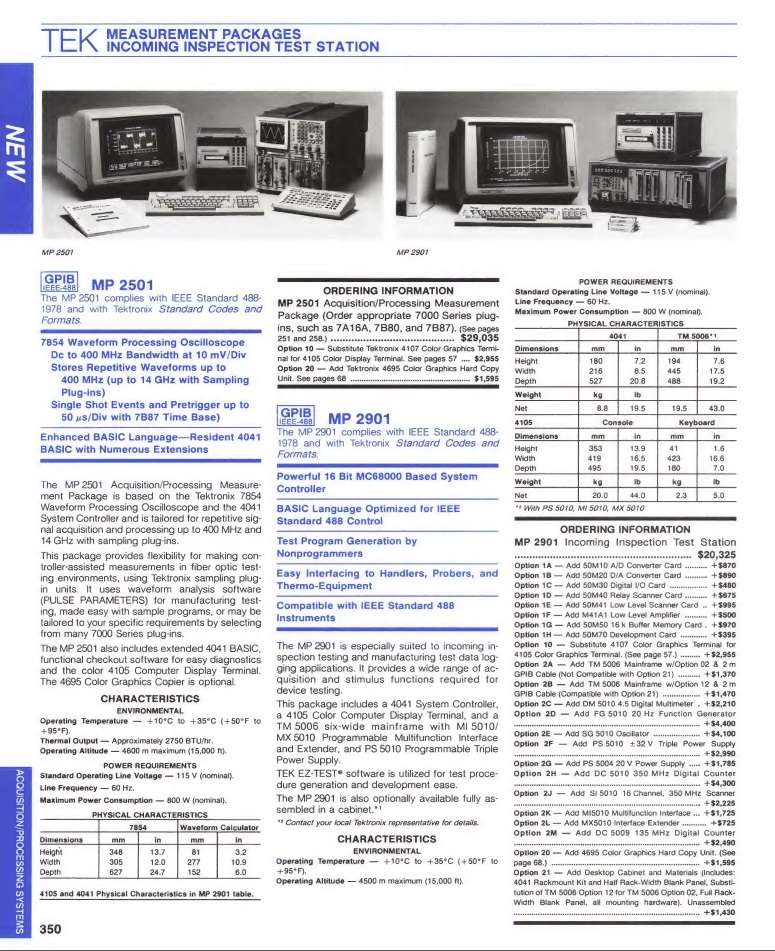 TEK MEASUREMENT PACKAGES
INCOMING INSPECTION TEST STATION
NEW
MP 2501
MP 2901
GPIB
IEEE-488
MP 2501
The MP 2501 complies with IEEE Standard 488-
1978 and with Tektronix Standard Codes and
Formats.
7854 Waveform Processing Oscilloscope
Dc to 400 MHz Bandwidth at 10 mV/Div
Stores Repetitive Waveforms up to
400 MHz (up to 14 GHz with Sampling
Plug-ins)
Single Shot Events and Pretrigger up to
50 µs/Div with 7B87 Time Base)
Enhanced BASIC Language—Resident 4041
BASIC with Numerous Extensions
The MP 2501 Acquisition/Processing Measure-
ment Package is based on the Tektronix 7854
Waveform Processing Oscilloscope and the 4041
System Controller and is tailored for repetitive sig-
nal acquisition and processing up to 400 MHz and
14 GHz with sampling plug-ins.
This package provides flexibility for making con-
troller-assisted measurements in fiber optic test-
ing environments, using Tektronix sampling plug-
in units. It uses waveform analysis software
(PULSE PARAMETERS) for manufacturing test-
ing, made easy with sample programs, or may be
tailored to your specific requirements by selecting
from many 7000 Series plug-ins.
The MP 2501 also includes extended 4041 BASIC,
functional checkout software for easy diagnostics
and the color 4105 Computer Display Terminal.
The 4695 Color Graphics Copier is optional.
CHARACTERISTICS
ENVIRONMENTAL
Operating Temperature — +10°C to +35°C (+50°F to
+95°F).
Thermal Output — Approximately 2750 BTU/hr.
Operating Altitude — 4600 m maximum (15,000 ft).
POWER REQUIREMENTS
Standard Operating Line Voltage — 115 V (nominal).
Line Frequency — 60 Hz.
Maximum Power Consumption — 800 W (nominal).
PHYSICAL CHARACTERISTICS
7854 Waveform Calculator
Dimensions mm in mm in
Height 348 13.7 81 3.2
Width 305 12.0 277 10.9
Depth 627 24.7 152 6.0
4105 and 4041 Physical Characteristics in MP 2901 table.
ORDERING INFORMATION
MP 2501 Acquisition/Processing Measurement
Package (Order appropriate 7000 Series plug-
ins, such as 7A16A, 7B80, and 7B87). (See pages
251 and 258.) .............................. $29,035
Option 10 — Substitute Tektronix 4107 Color Graphics Termi-
nal for 4105 Color Display Terminal. See pages 57 .... $2,955
Option 20 — Add Tektronix 4695 Color Graphics Hard Copy
Unit. See pages 68 .............................. $1,595
GPIB
IEEE-488
MP 2901
The MP 2901 complies with IEEE Standard 488-
1978 and with Tektronix Standard Codes and
Formats.
Powerful 16 Bit MC68000 Based System
Controller
BASIC Language Optimized for IEEE
Standard 488 Control
Test Program Generation by
Nonprogrammers
Easy Interfacing to Handlers, Probers, and
Thermo-Equipment
Compatible with IEEE Standard 488
Instruments
The MP 2901 is especially suited to incoming in-
spection testing and manufacturing test data log-
ging applications. It provides a wide range of ac-
quisition and stimulus functions required for
device testing.
This package includes a 4041 System Controller,
a 4105 Color Computer Display Terminal, and a
TM 5006 six-wide mainframe with MI 5010/
MX 5010 Programmable Multifunction Interface
and Extender, and PS 5010 Programmable Triple
Power Supply.
TEK EZ-TEST® software is utilized for test proce-
dure generation and development ease.
The MP 2901 is also optionally available fully as-
sembled in a cabinet.*¹
*¹ Contact your local Tektronix representative for details.
CHARACTERISTICS
ENVIRONMENTAL
Operating Temperature — +10°C to +35°C (+50°F to
+95°F).
Operating Altitude — 4500 m maximum (15,000 ft).
POWER REQUIREMENTS
Standard Operating Line Voltage — 115 V (nominal).
Line Frequency — 60 Hz.
Maximum Power Consumption — 800 W (nominal).
PHYSICAL CHARACTERISTICS
4041 TM 5006*¹
Dimensions mm in mm in
Height 180 7.2 194 7.6
Width 216 8.5 445 17.5
Depth 527 20.8 488 19.2
Weight kg lb
Net 8.8 19.5 19.5 43.0
4105 Console Keyboard
Dimensions mm in mm in
Height 353 13.9 41 1.6
Width 419 16.5 423 16.6
Depth 495 19.5 180 7.0
Weight kg lb kg lb
Net 20.0 44.0 2.3 5.0
*¹ With PS 5010, MI 5010, MX 5010
ORDERING INFORMATION
MP 2901 Incoming Inspection Test Station
.............................. $20,325
Option 1A — Add 50M10 A/D Converter Card .......... +$870
Option 1B — Add 50M20 D/A Converter Card .......... +$890
Option 1C — Add 50M30 Digital I/O Card .......... +$480
Option 1D — Add 50M40 Relay Scanner Card .......... +$675
Option 1E — Add 50M41 Low Level Scanner Card .. +$995
Option 1F — Add M41A1 Low Level Amplifier .......... +$500
Option 1G — Add 50M50 16 k Buffer Memory Card . +$970
Option 1H — Add 50M70 Development Card .......... +$395
Option 10 — Substitute 4107 Color Graphics Terminal for
4105 Color Graphics Terminal. (See page 57.) .......... +$2,955
Option 2A — Add TM 5006 Mainframe w/Option 02 & 2 m
GPIB Cable (Not Compatible with Option 21) .......... +$1,370
Option 2B — Add TM 5006 Mainframe w/Option 12 & 2 m
GPIB Cable (Compatible with Option 21) .......... +$1,470
Option 2C — Add DM 5010 4.5 Digital Multimeter . +$2,210
Option 2D — Add FG 5010 20 Hz Function Generator
.............................. +$4,400
Option 2E — Add SG 5010 Oscillator .......... +$4,100
Option 2F — Add PS 5010 ±32 V Triple Power Supply
.............................. +$2,990
Option 2G — Add PS 5004 20 V Power Supply ..... +$1,785
Option 2H — Add DC 5010 350 MHz Digital Counter
.............................. +$4,300
Option 2J — Add SI 5010 16 Channel, 350 MHz Scanner
.............................. +$2,225
Option 2K — Add MI5010 Multifunction Interface ... +$1,725
Option 2L — Add MX5010 Interface Extender .......... +$725
Option 2M — Add DC 5009 135 MHz Digital Counter
.............................. +$2,490
Option 20 — Add 4695 Color Graphics Hard Copy Unit. (See
page 68.) .............................. +$1,595
Option 21 — Add Desktop Cabinet and Materials (Includes:
4041 Rackmount Kit and Half Rack-Width Blank Panel, Substi-
tution of TM 5006 Option 12 for TM 5006 Option 02, Full Rack-
Width Blank Panel, all mounting hardware). Unassembled
.............................. +$1,430
ACQUISITION/PROCESSING SYSTEMS
350